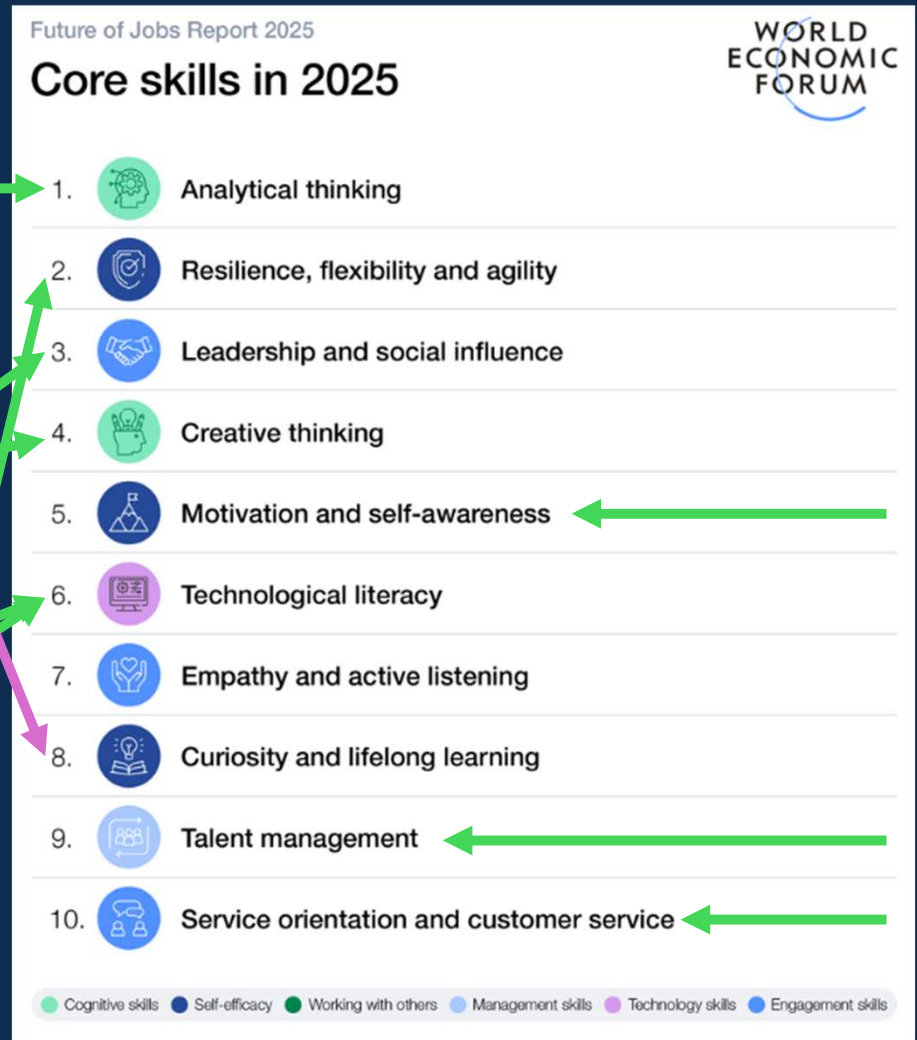 Future of Jobs Report 2025
Core skills in 2025
WORLD
ECONOMIC
FORUM
1. Analytical thinking
2. Resilience, flexibility and agility
3. Leadership and social influence
4. Creative thinking
5. Motivation and self-awareness
6. Technological literacy
7. Empathy and active listening
8. Curiosity and lifelong learning
9. Talent management
10. Service orientation and customer service
Cognitive skills Self-efficacy Working with others Management skills Technology skills Engagement skills